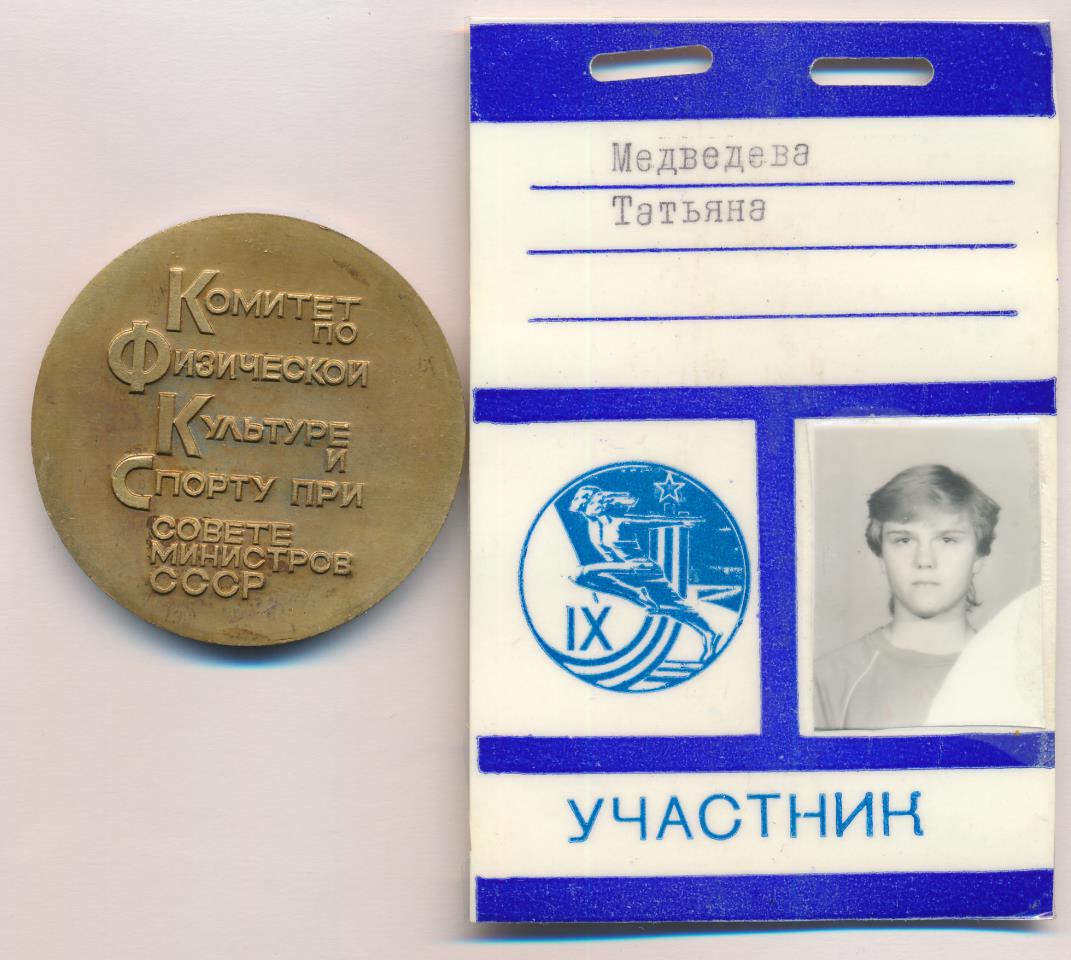 Комитет
по
Физической
Культуре
и
Спорту при
СОВЕТЕ
МИНИСТРОВ
СССР
Медведева
Татьяна
IX
УЧАСТНИК